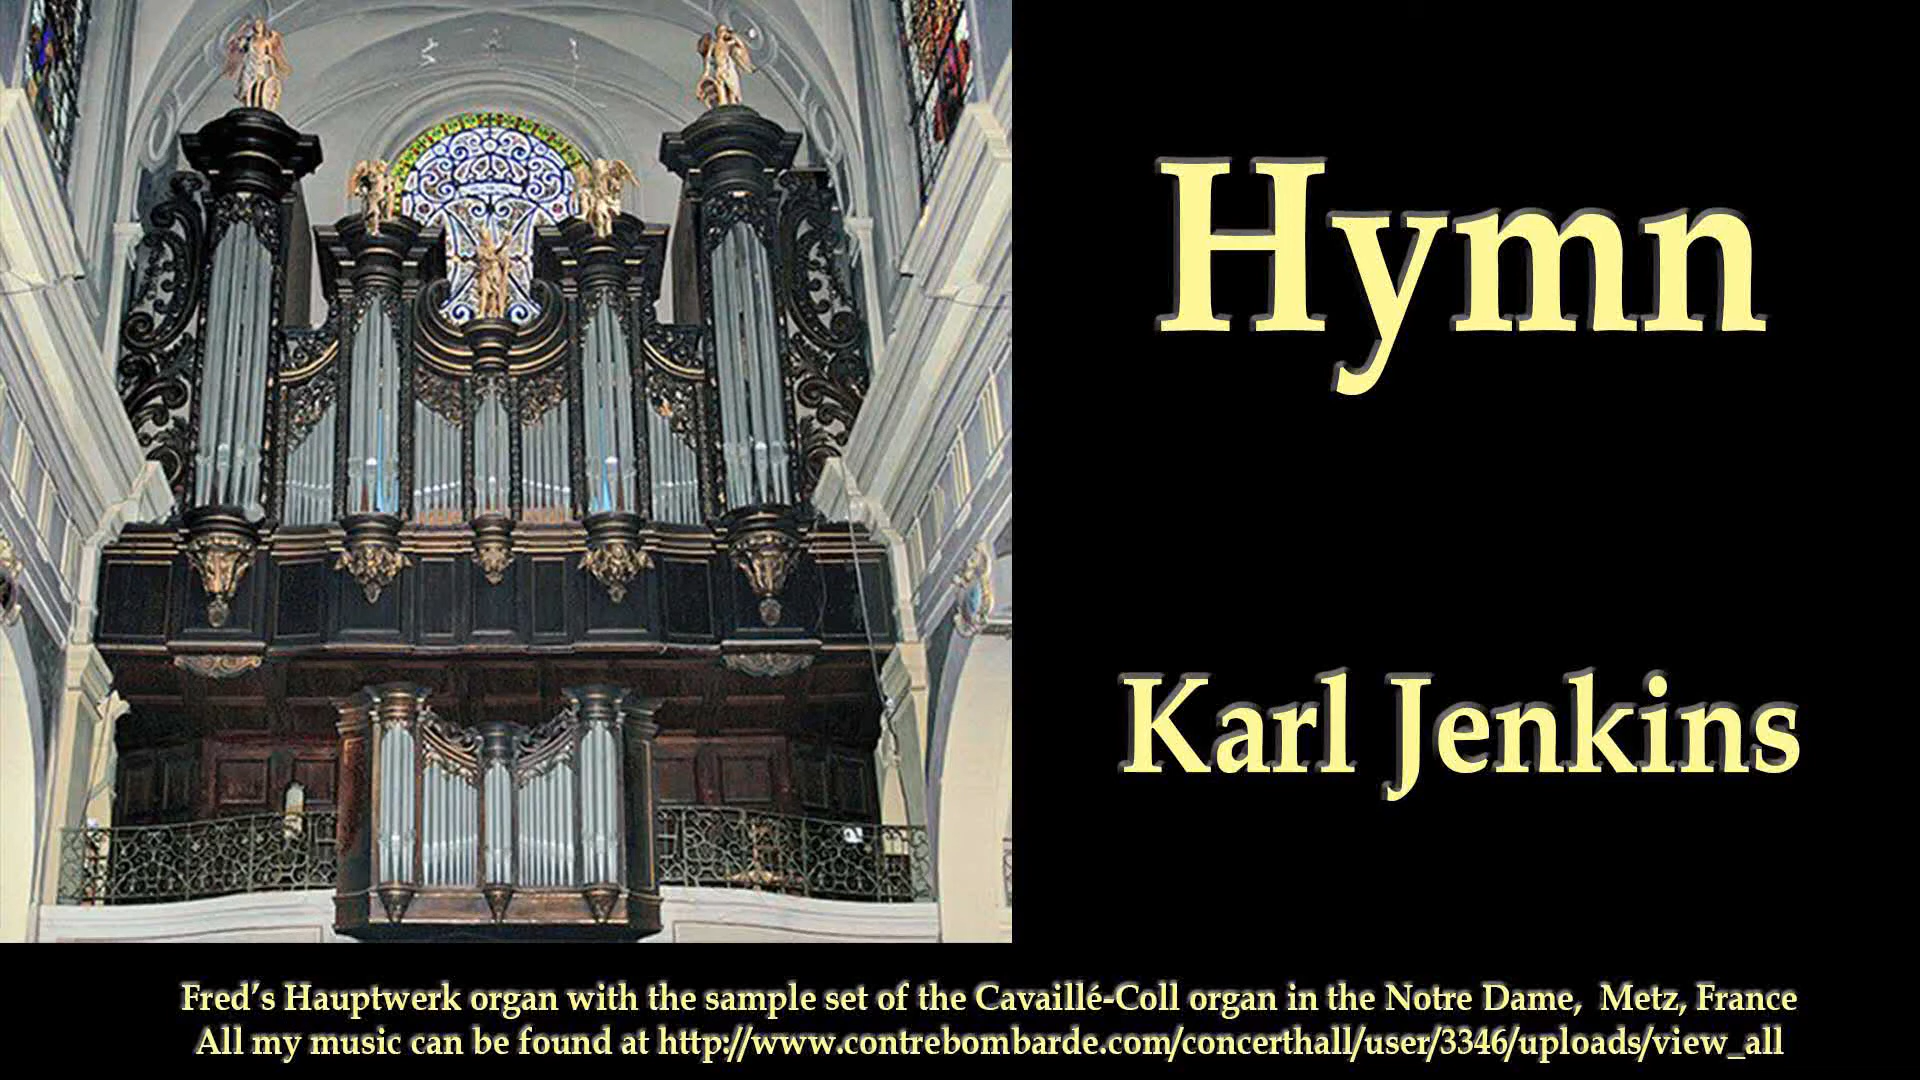 Hymn
Karl Jenkins
Fred's Hauptwerk organ with the sample set of the Cavaillé-Coll organ in the Notre Dame,  Metz, France
All my music can be found at http://www.contrebombarde.com/concerthall/user/3346/uploads/view_all